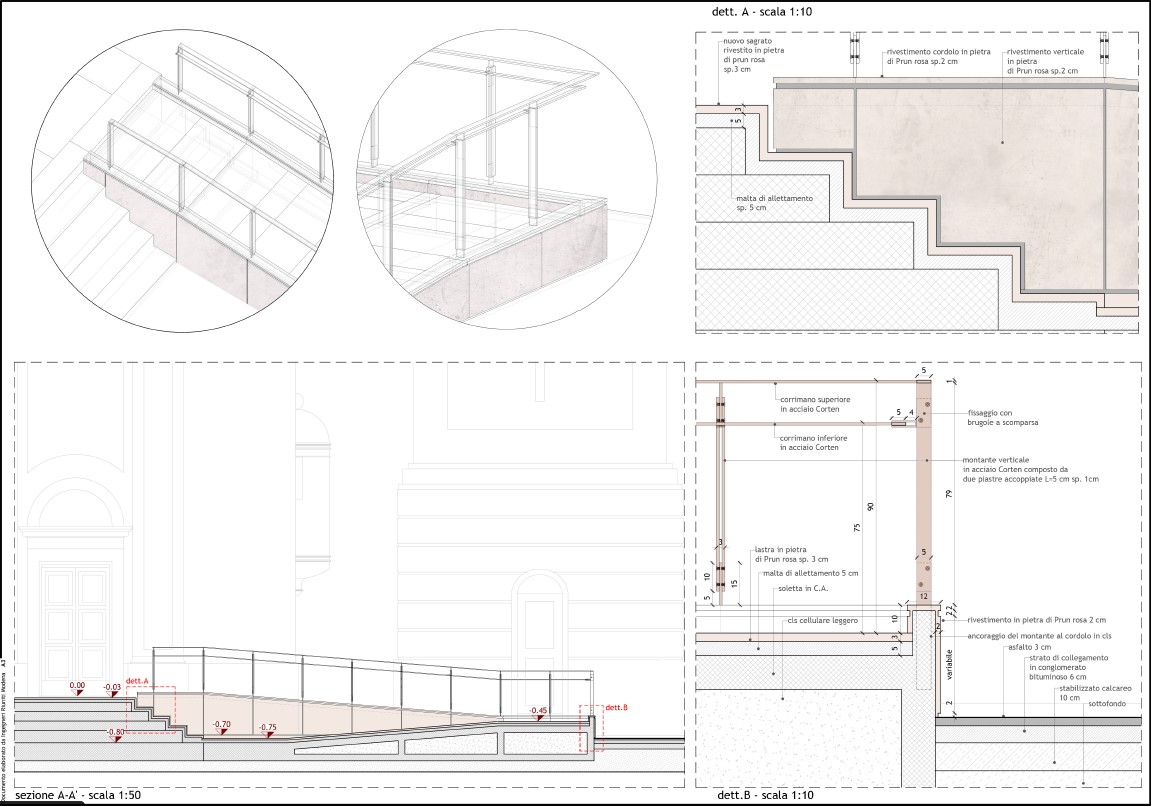 dett. A - scala 1:10
nuovo sagrato
rivestito in pietra
di prun rosa
sp.3 cm
rivestimento cordolo in pietra
di Prun rosa sp.2 cm
rivestimento verticale
in pietra
di Prun rosa sp.2 cm
3
5
malta di allettamento
sp. 5 cm
0.00
-0.03
dett.A
-0.80
-0.70
-0.75
-0.45
dett.B
sezione A-A' - scala 1:50
Documento elaborato da Ingegneri Riuniti Modena A3
5
1
corrimano superiore
in acciaio Corten
5 4
fissaggio con
brugole a scomparsa
corrimano inferiore
in acciaio Corten
montante verticale
in acciaio Corten composto da
due piastre accoppiate L=5 cm sp. 1cm
79
90
75
3
5
lastra in pietra
di Prun rosa sp. 3 cm
malta di allettamento 5 cm
10
15
5
soletta in C.A.
12
cls cellulare leggero
10
2 2
rivestimento in pietra di Prun rosa 2 cm
2
ancoraggio del montante al cordolo in cls
3
5
asfalto 3 cm
strato di collegamento
in conglomerato
bituminoso 6 cm
variabile
stabilizzato calcareo
10 cm
sottofondo
2
dett.B - scala 1:10